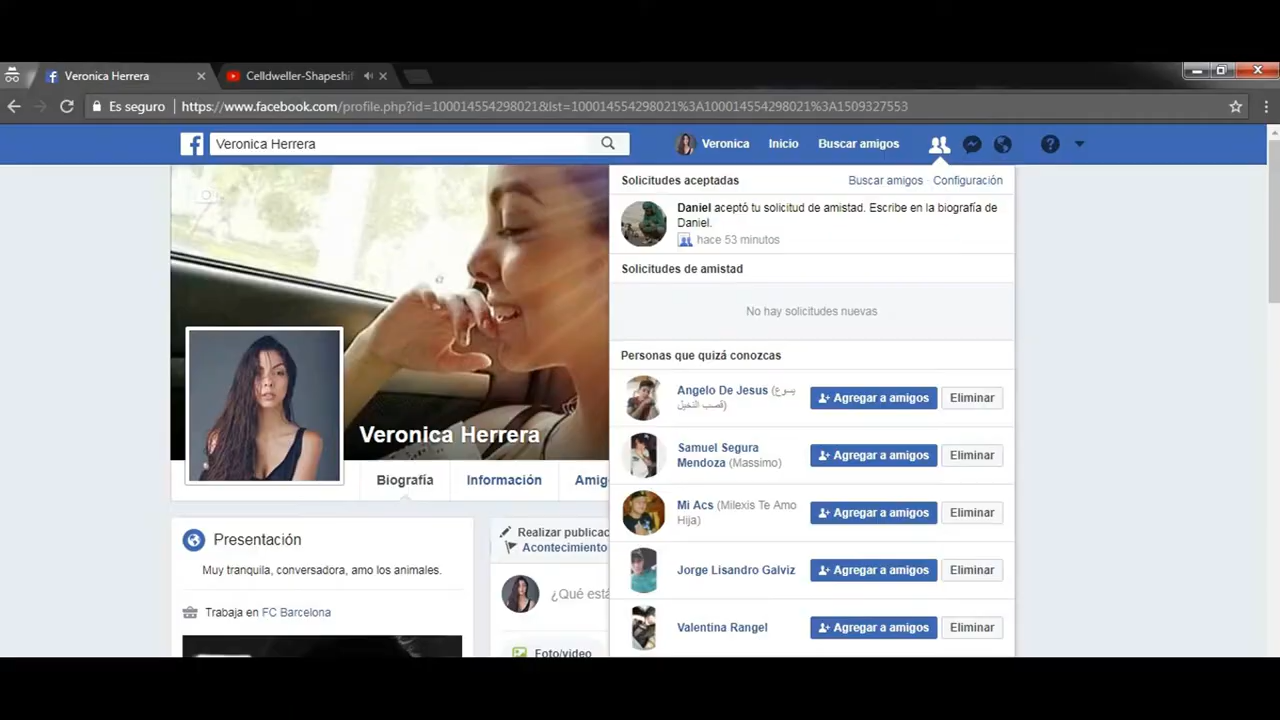 Veronica Herrera
Celldweller-Shapeshif
Es seguro
https://www.facebook.com/profile.php?id=100014554298021&lst=100014554298021%3A100014554298021%3A1509327553
Veronica Herrera
Veronica
Inicio
Buscar amigos
Solicitudes aceptadas
Buscar amigos · Configuración
Daniel aceptó tu solicitud de amistad. Escribe en la biografía de
Daniel.
hace 53 minutos
Solicitudes de amistad
No hay solicitudes nuevas
Personas que quizá conozcas
Angelo De Jesus (يسوع
قصب النخيل)
Agregar a amigos
Eliminar
Samuel Segura
Mendoza (Massimo)
Agregar a amigos
Eliminar
Mi Acs (Milexis Te Amo
Hija)
Agregar a amigos
Eliminar
Jorge Lisandro Galviz
Agregar a amigos
Eliminar
Valentina Rangel
Agregar a amigos
Eliminar
Veronica Herrera
Biografía
Información
Amig
Presentación
Muy tranquila, conversadora, amo los animales.
Trabaja en FC Barcelona
Realizar publicac
Acontecimiento
¿Qué está
Foto/video